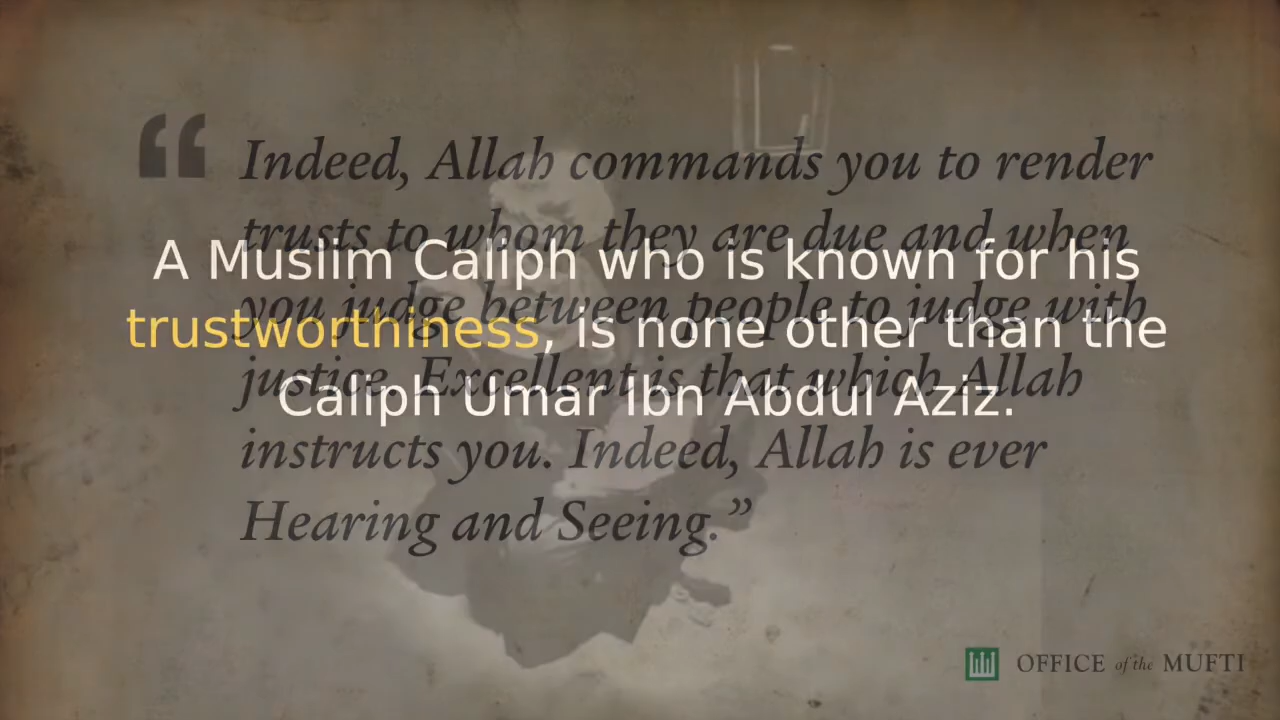 “Indeed, Allah commands you to render
trusts to whom they are due and when
you judge between people to judge with
justice. Excellent is that which Allah
instructs you. Indeed, Allah is ever
Hearing and Seeing.”
A Muslim Caliph who is known for his
trustworthiness, is none other than the
Caliph Umar Ibn Abdul Aziz.
OFFICE of the MUFTI